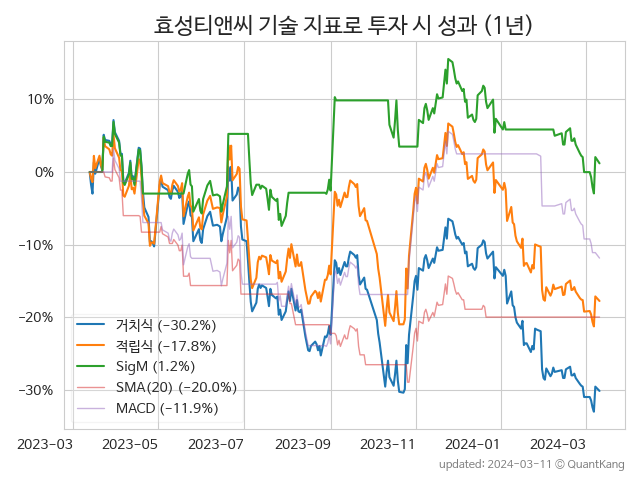 효성티앤씨 기술 지표로 투자 시 성과 (1년)
10%
0%
−10%
−20%
−30%
거치식 (−30.2%)
적립식 (−17.8%)
SigM (1.2%)
SMA(20) (−20.0%)
MACD (−11.9%)
2023-03
2023-05
2023-07
2023-09
2023-11
2024-01
2024-03
updated: 2024-03-11 © QuantKang